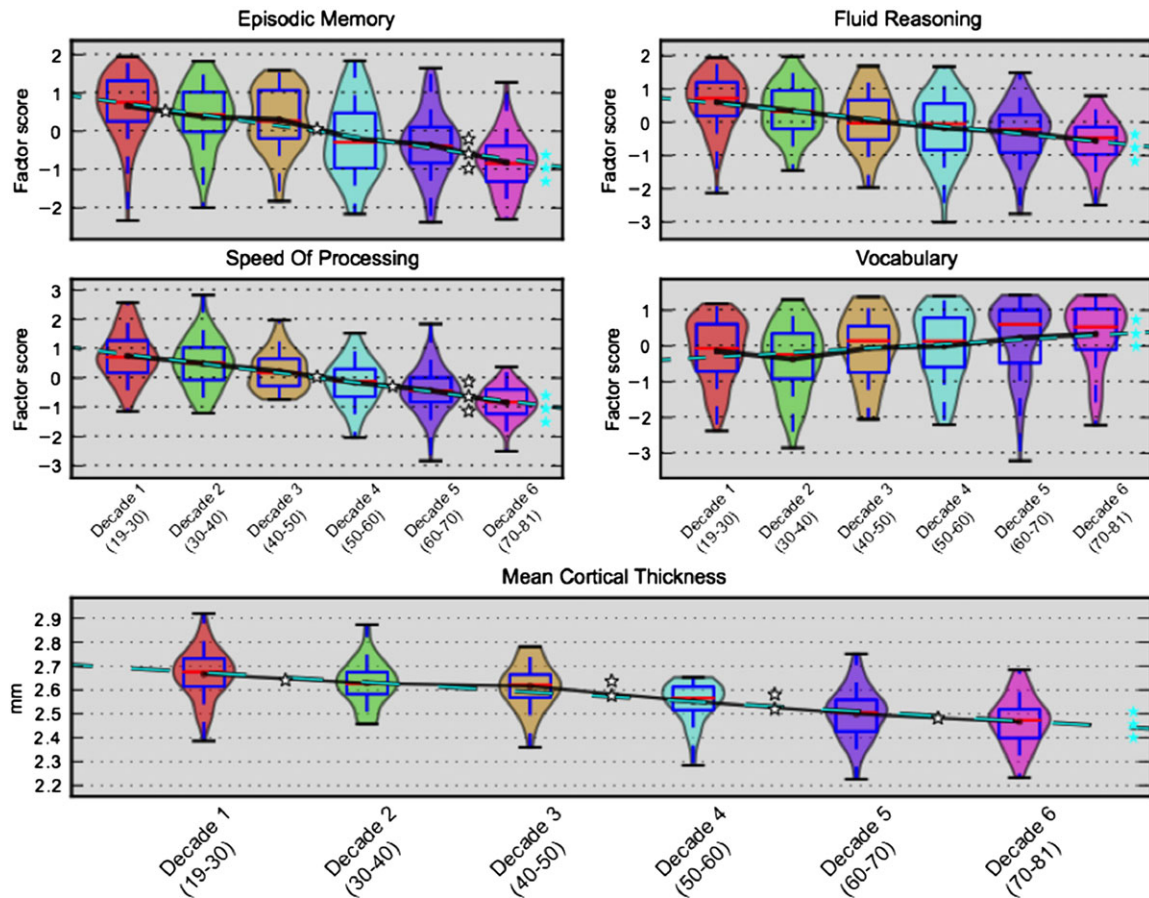 Episodic Memory
Factor score
2
1
0
−1
−2
Fluid Reasoning
Factor score
2
1
0
−1
−2
−3
Speed Of Processing
Factor score
3
2
1
0
−1
−2
−3
Decade 1
(19-30)
Decade 2
(30-40)
Decade 3
(40-50)
Decade 4
(50-60)
Decade 5
(60-70)
Decade 6
(70-81)
Vocabulary
Factor score
1
0
−1
−2
−3
Decade 1
(19-30)
Decade 2
(30-40)
Decade 3
(40-50)
Decade 4
(50-60)
Decade 5
(60-70)
Decade 6
(70-81)
Mean Cortical Thickness
mm
2.9
2.8
2.7
2.6
2.5
2.4
2.3
2.2
Decade 1
(19-30)
Decade 2
(30-40)
Decade 3
(40-50)
Decade 4
(50-60)
Decade 5
(60-70)
Decade 6
(70-81)